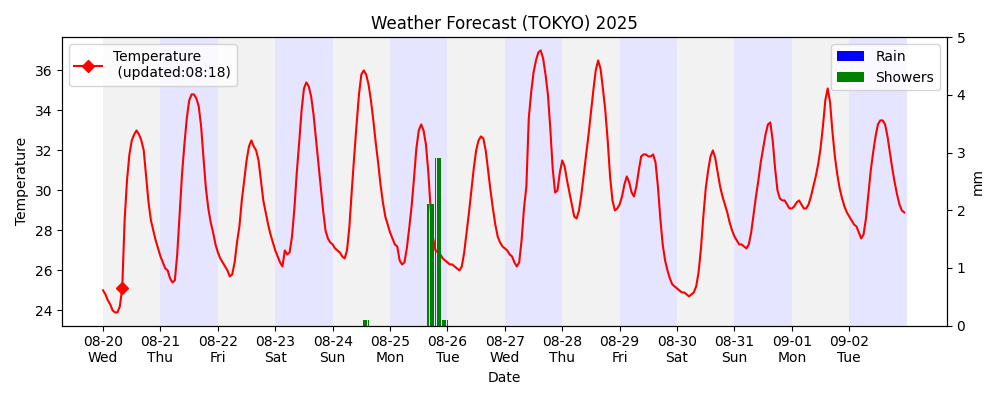 Weather Forecast (TOKYO) 2025
Temperature
(updated:08:18)
Rain
Showers
Temperature
36
34
32
30
28
26
24
5
4
3
2
1
0
mm
08-20 08-21 08-22 08-23 08-24 08-25 08-26 08-27 08-28 08-29 08-30 08-31 09-01 09-02
Wed Thu Fri Sat Sun Mon Tue Wed Thu Fri Sat Sun Mon Tue
Date